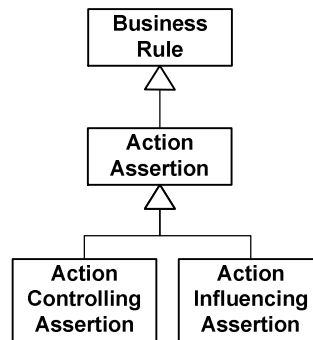 Business
Rule
Action
Assertion
Action
Controlling
Assertion
Action
Influencing
Assertion